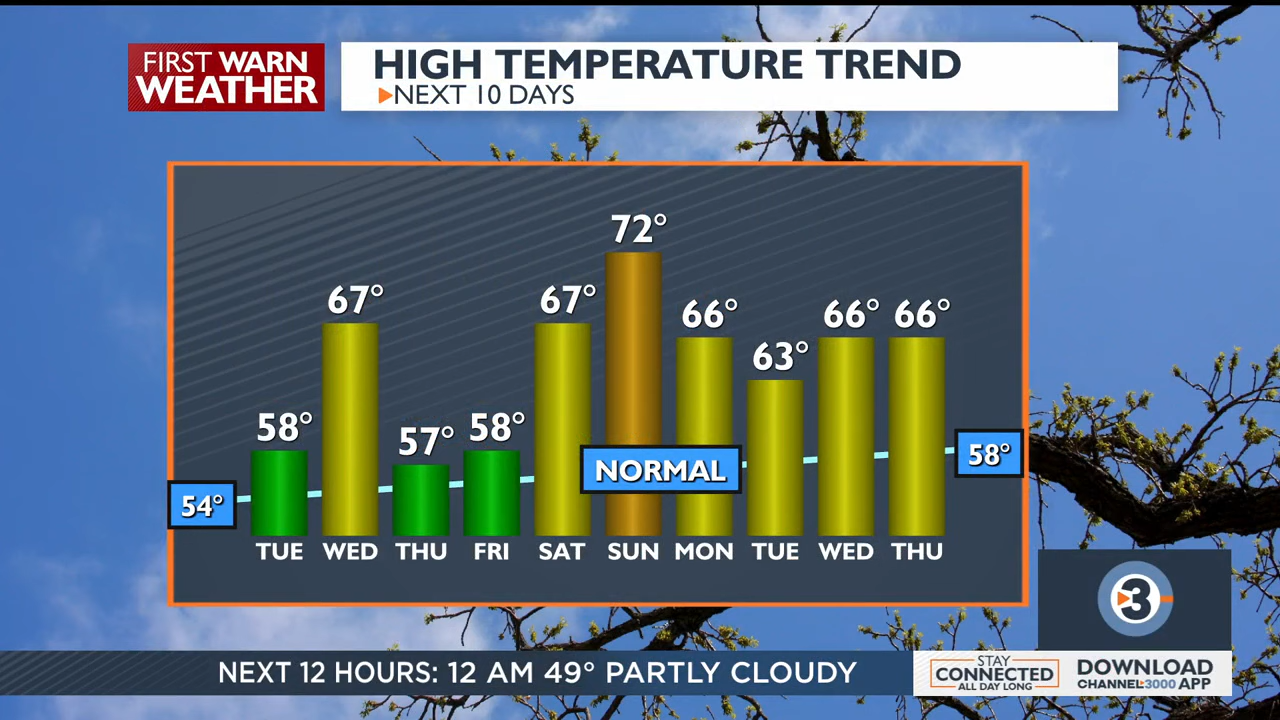 FIRST WARN
WEATHER
HIGH TEMPERATURE TREND
NEXT 10 DAYS
72°
67°
67°
66°
66°
66°
63°
58°
57°
58°
NORMAL
54°
58°
TUE WED THU FRI SAT SUN MON TUE WED THU
3
NEXT 12 HOURS: 12 AM 49° PARTLY CLOUDY
STAY
CONNECTED
ALL DAY LONG
DOWNLOAD
CHANNEL3000 APP